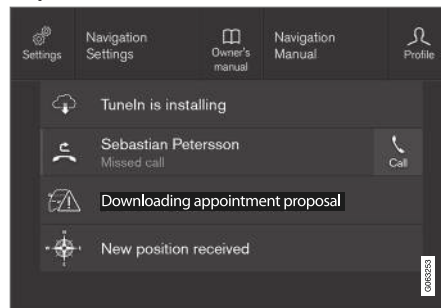 Settings
Navigation
Settings
Owner's
manual
Navigation
Manual
Profile
TuneIn is installing
Sebastian Petersson
Missed call
Call
Downloading appointment proposal
New position received
G063253